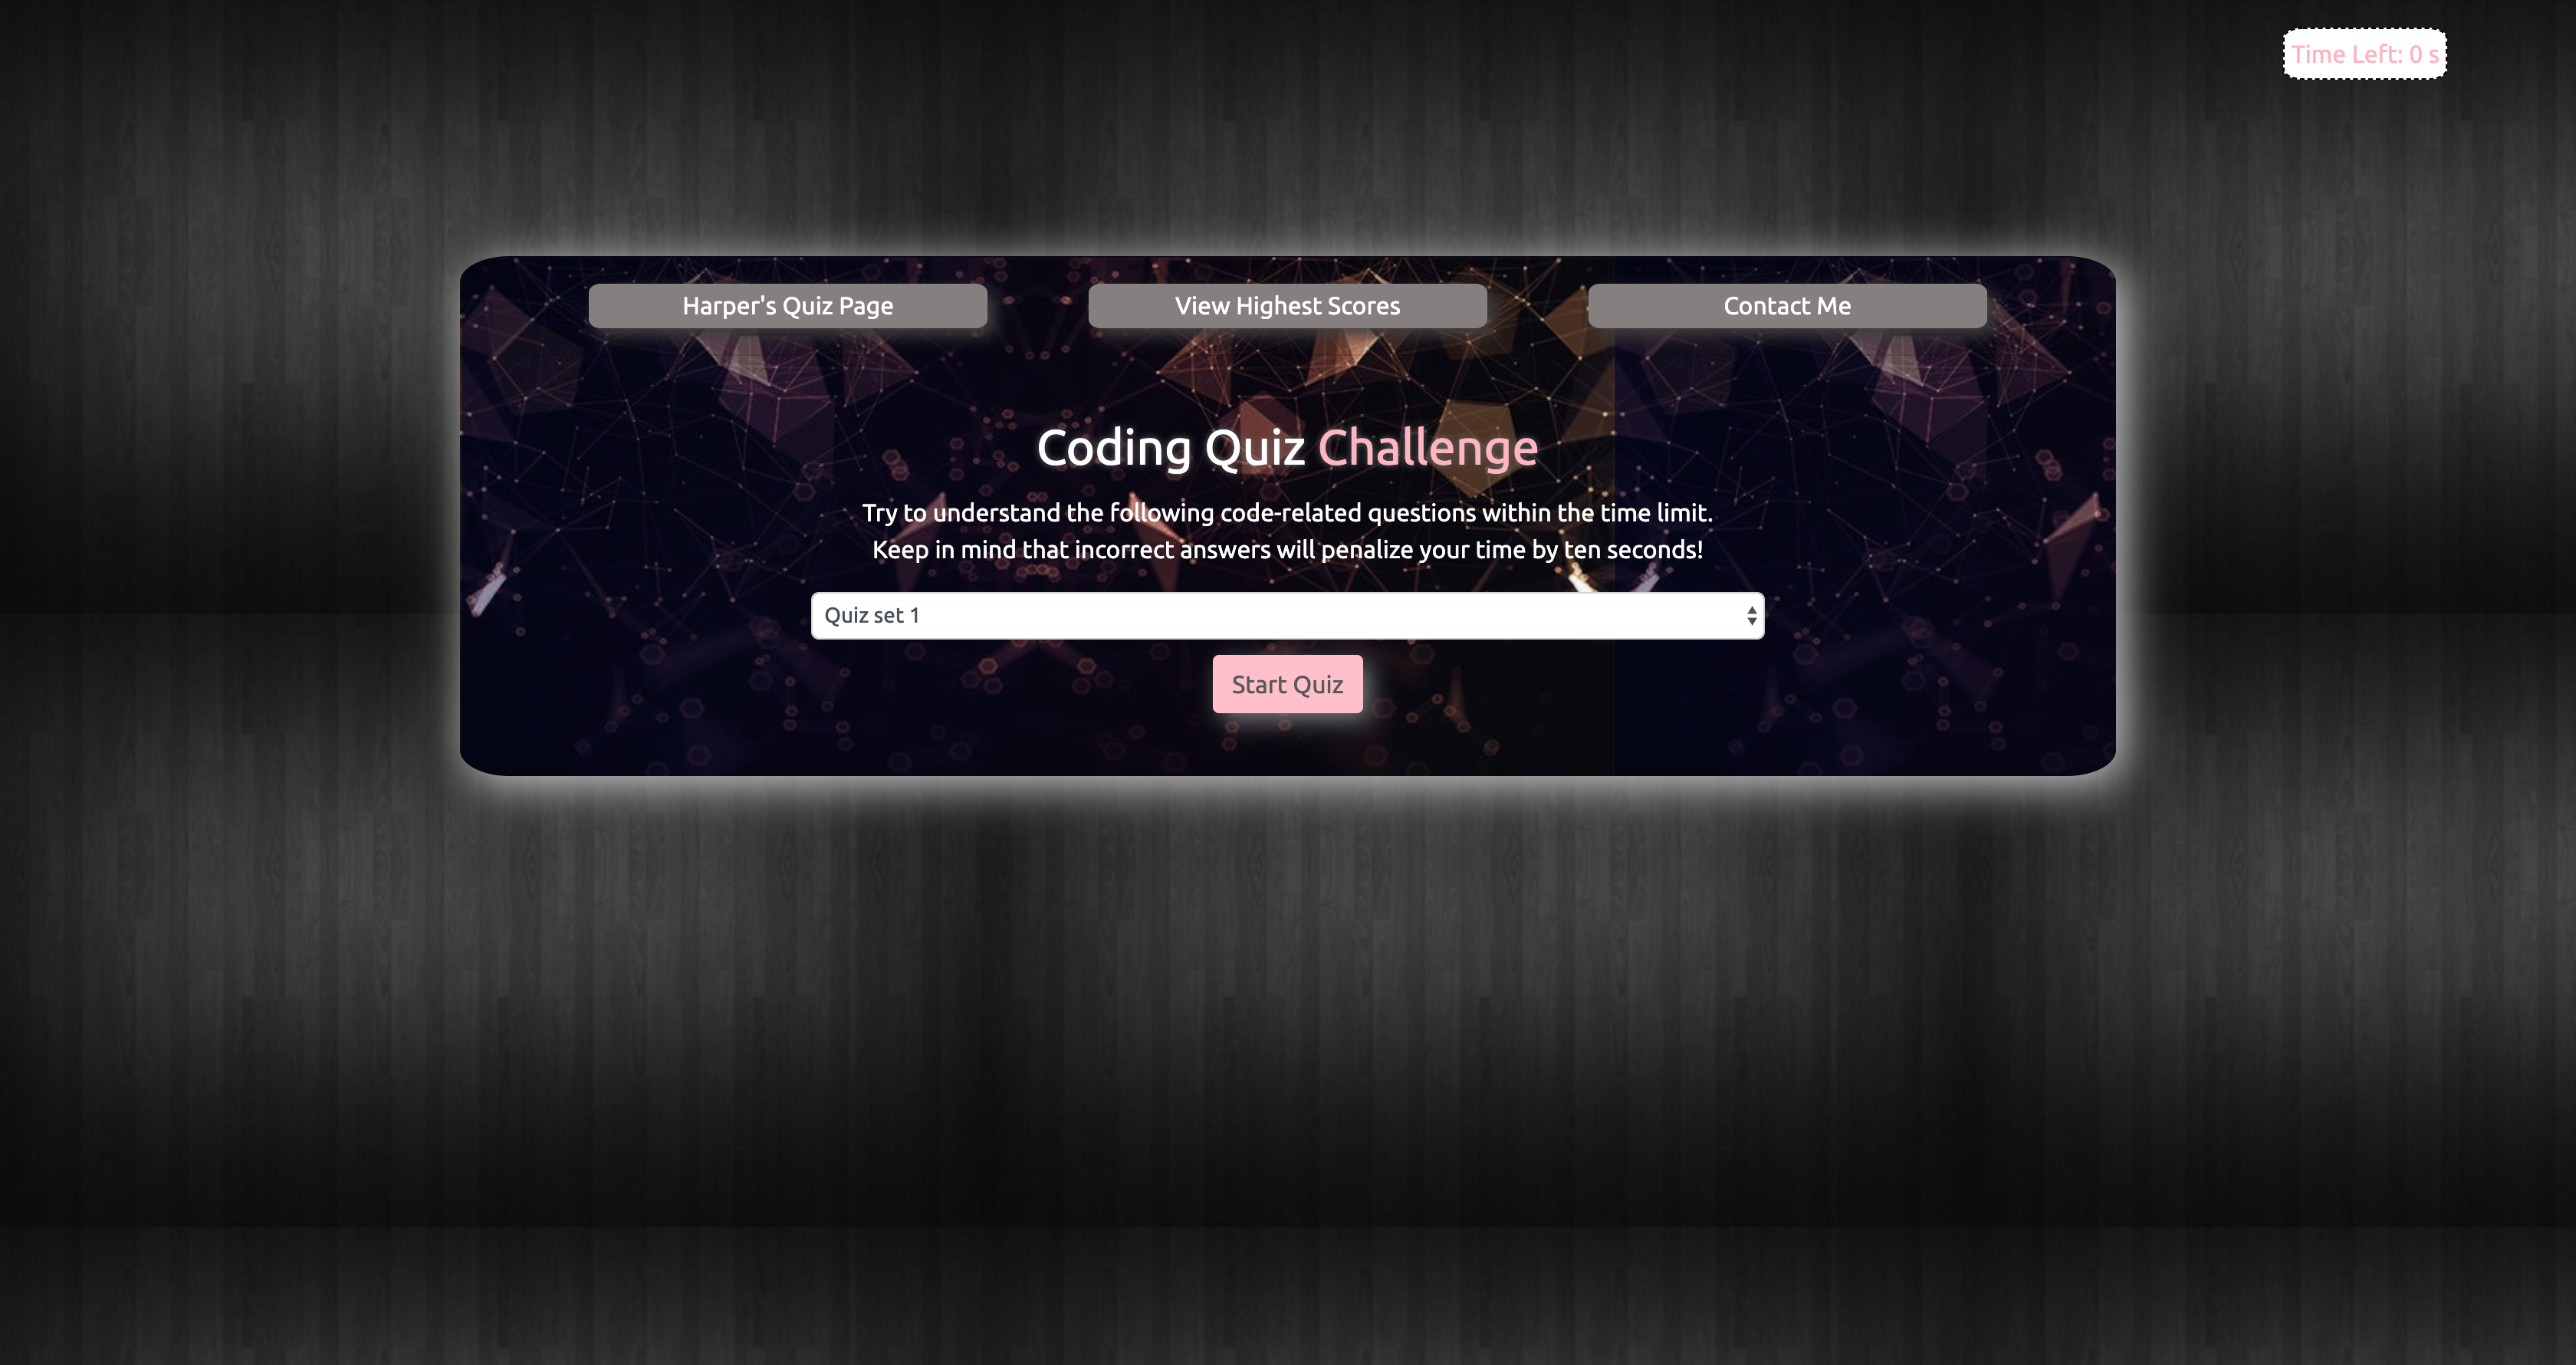 Time Left: 0 s
Harper's Quiz Page
View Highest Scores
Contact Me
Coding Quiz Challenge
Try to understand the following code-related questions within the time limit.
Keep in mind that incorrect answers will penalize your time by ten seconds!
Quiz set 1
Start Quiz